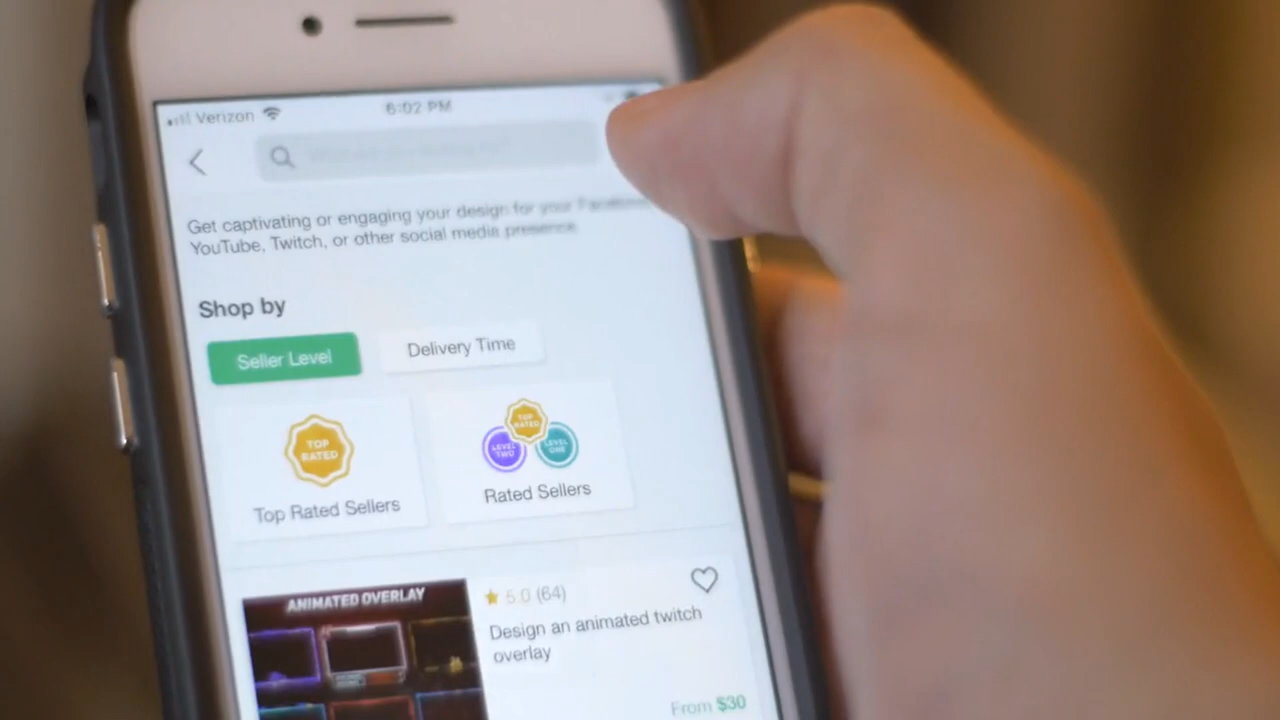 Verizon
6:02 PM
Get captivating or engaging your design for your Facebook
YouTube, Twitch, or other social media presence.
Shop by
Seller Level
Delivery Time
TOP
RATED
Top Rated Sellers
TOP
RATED
LEVEL
TWO
LEVEL
ONE
Rated Sellers
ANIMATED OVERLAY
5.0 (64)
Design an animated twitch
overlay
From $30